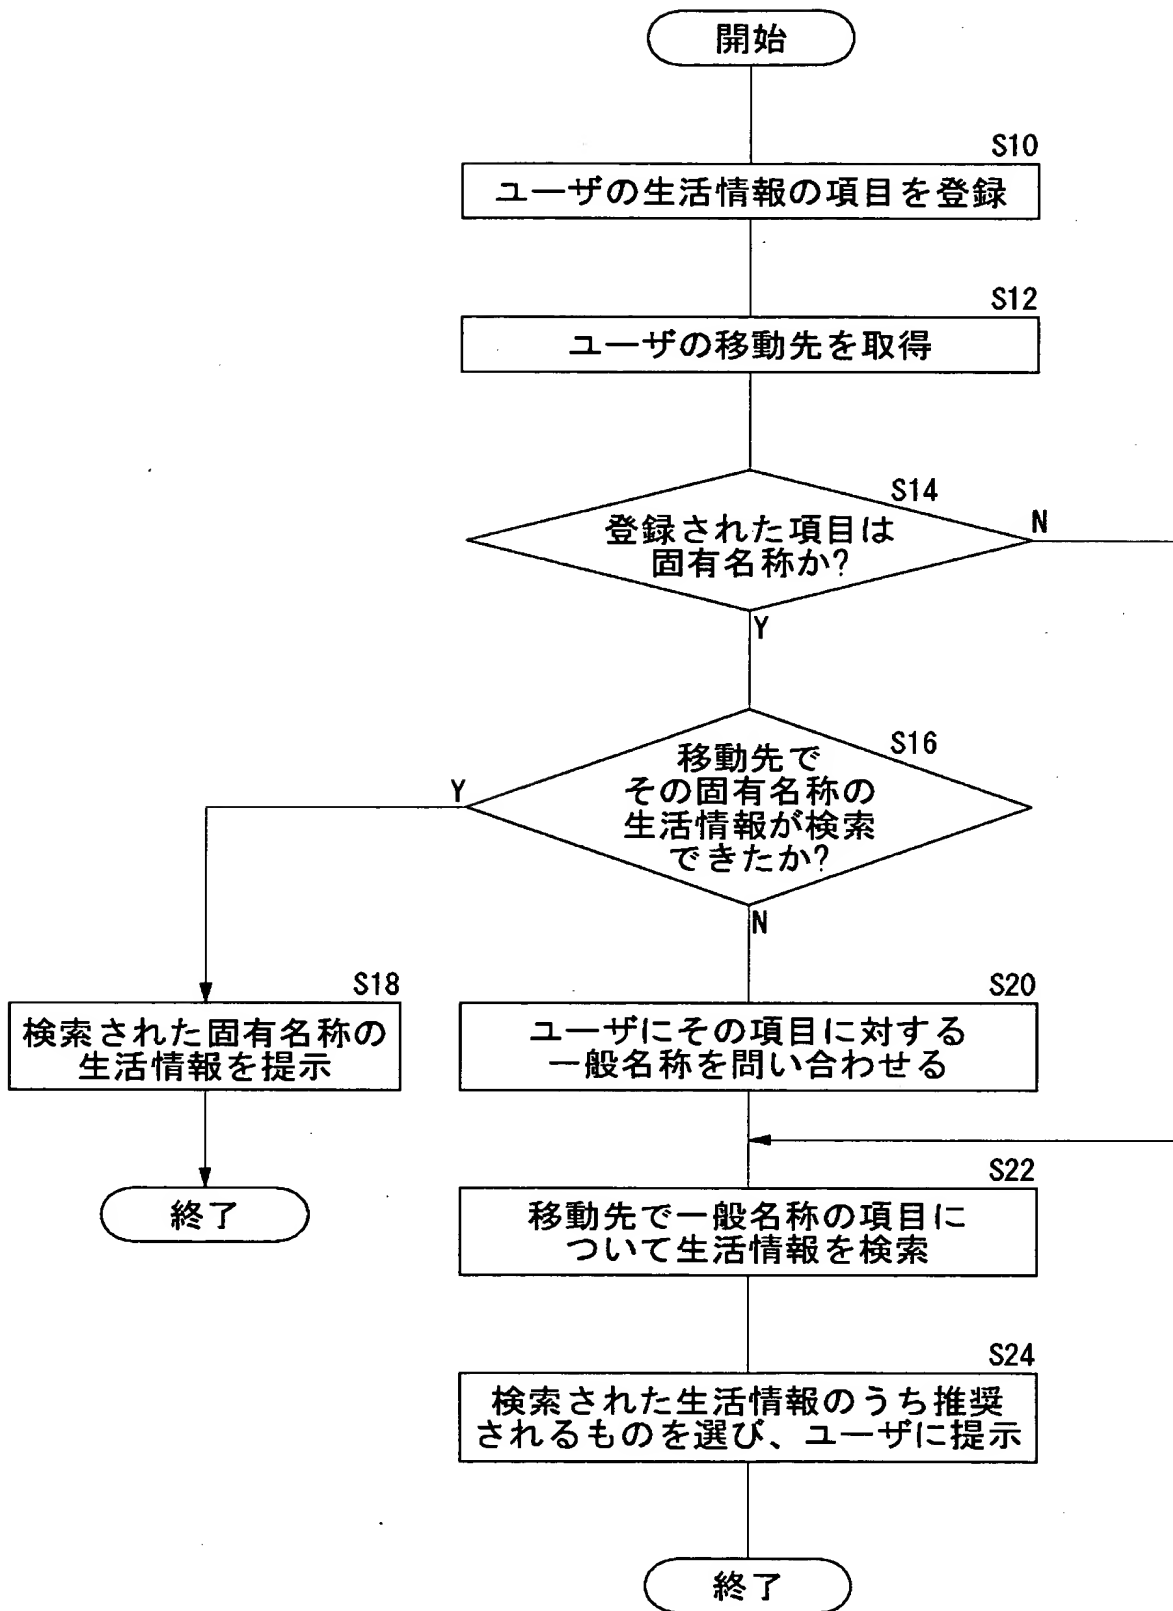 開始
S10
ユーザの生活情報の項目を登録
S12
ユーザの移動先を取得
S14
登録された項目は
固有名称か?
N
Y
S16
移動先で
その固有名称の
生活情報が検索
できたか?
Y
N
S18
検索された固有名称の
生活情報を提示
終了
S20
ユーザにその項目に対する
一般名称を問い合わせる
S22
移動先で一般名称の項目に
ついて生活情報を検索
S24
検索された生活情報のうち推奨
されるものを選び、ユーザに提示
終了